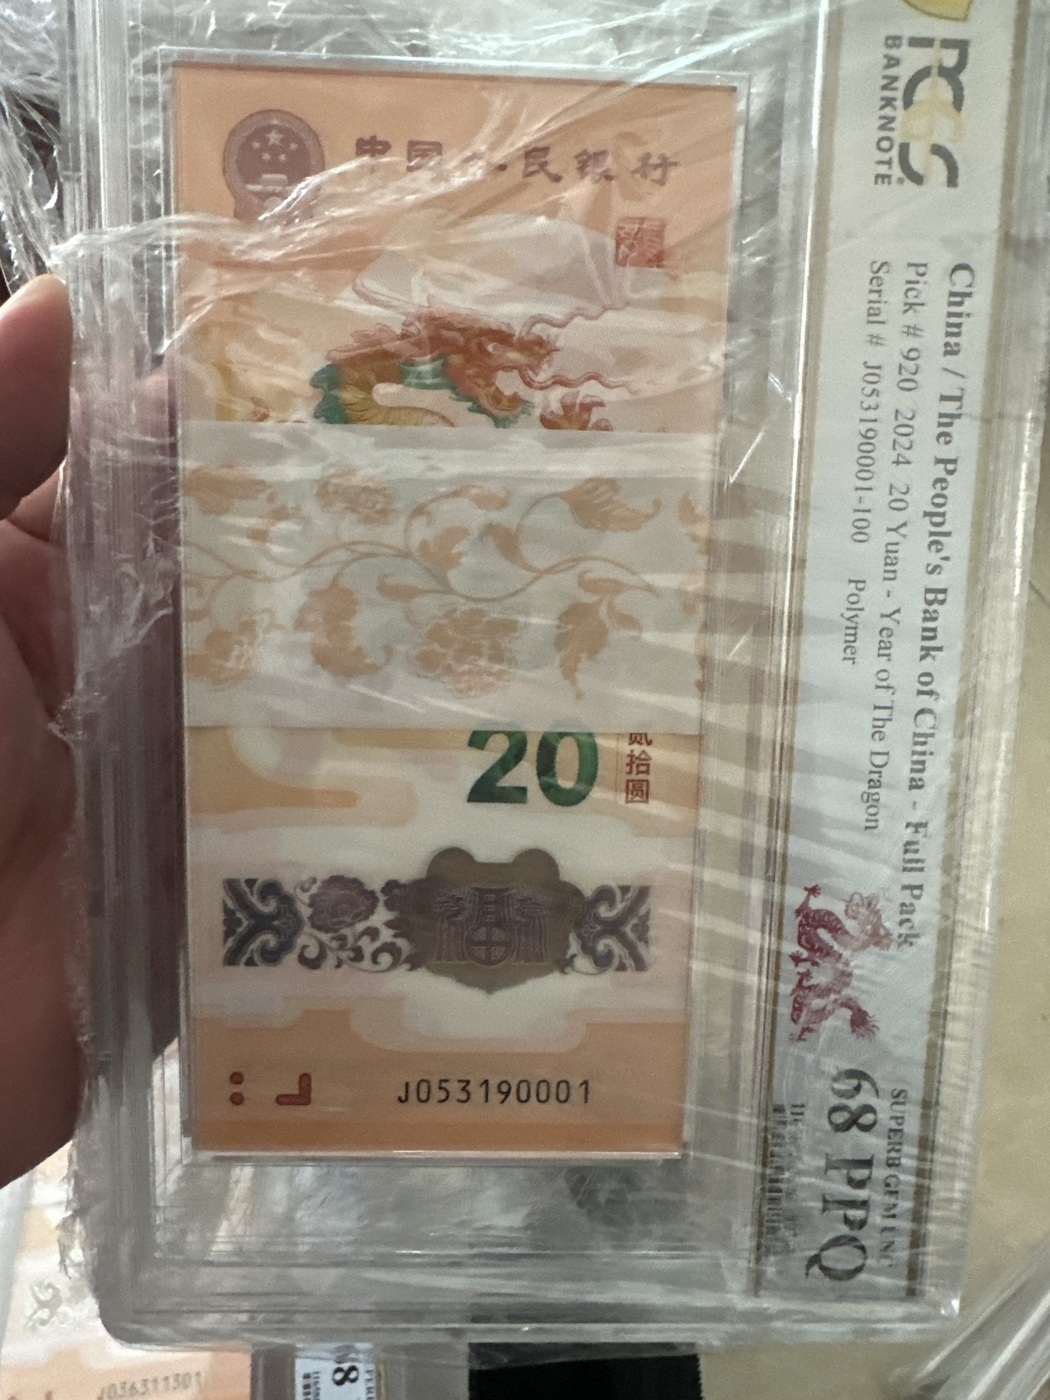 中国人民银行
20
贰拾圆
J053190001
PCGS
BANKNOTE
China / The People's Bank of China - Full Pack
Pick # 920 2024 20 Yuan - Year of The Dragon
Serial # J053190001-100 Polymer
SUPERB GEM UNC
68 PPQ
J036311301
68